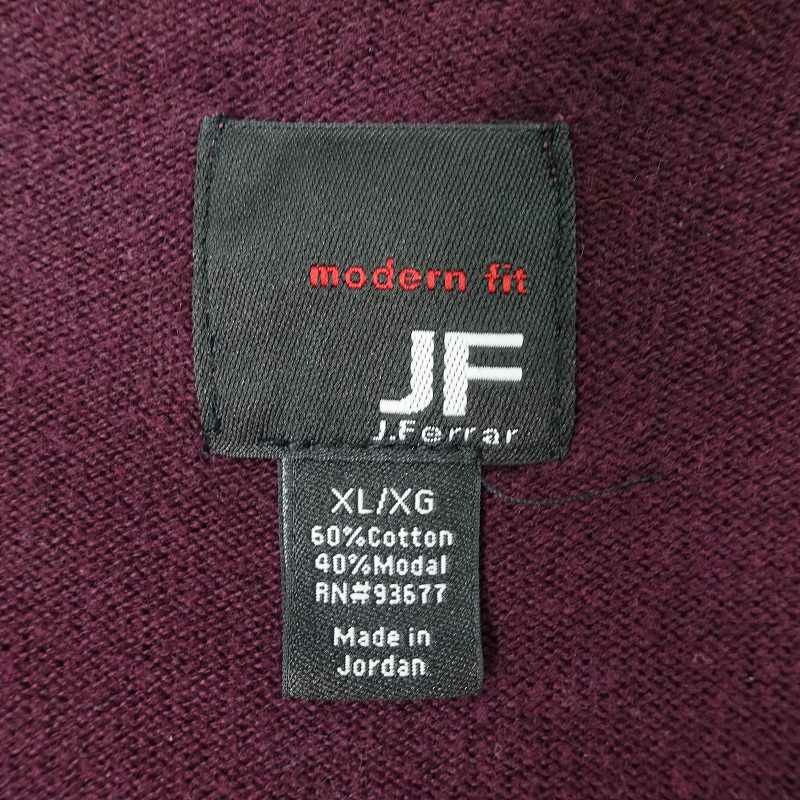 modern fit
JF
J.Ferrar
XL/XG
60%Cotton
40%Modal
RN#93677
Made in
Jordan